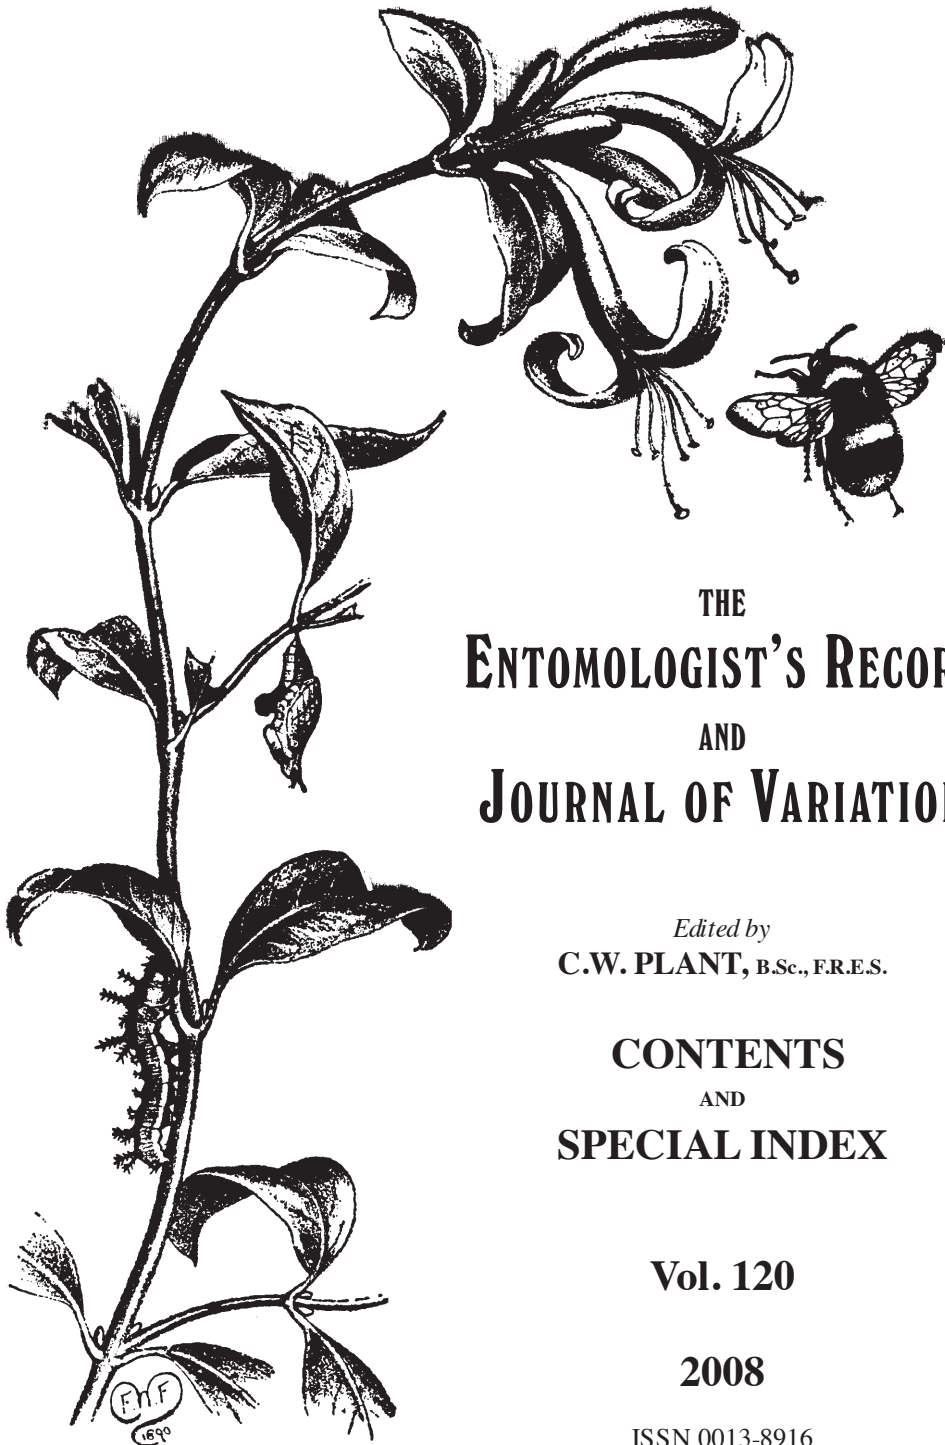 THE
ENTOMOLOGIST'S RECOR
AND
JOURNAL OF VARIATIO
Edited by
C.W. PLANT, B.Sc., F.R.E.S.
CONTENTS
AND
SPECIAL INDEX
Vol. 120
2008
ISSN 0013-8916
F.W.F
1890